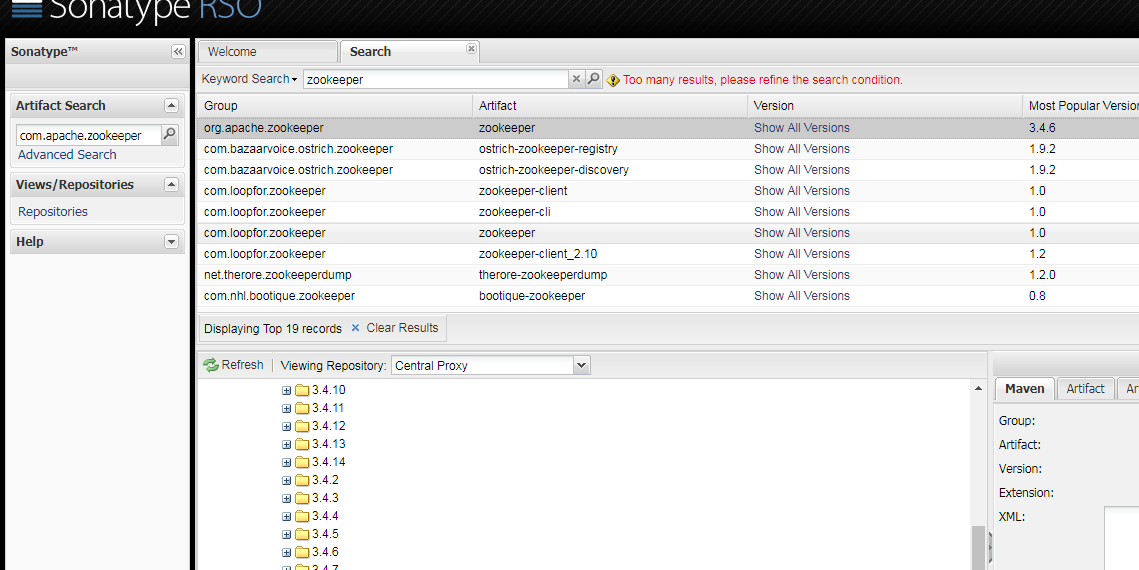 Sonatype RSO
Sonatype™
Welcome
Search
Keyword Search
zookeeper
Too many results, please refine the search condition.
Artifact Search
com.apache.zookeeper
Advanced Search
Views/Repositories
Repositories
Help
Group Artifact Version Most Popular Version
org.apache.zookeeper zookeeper Show All Versions 3.4.6
com.bazaarvoice.ostrich.zookeeper ostrich-zookeeper-registry Show All Versions 1.9.2
com.bazaarvoice.ostrich.zookeeper ostrich-zookeeper-discovery Show All Versions 1.9.2
com.loopfor.zookeeper zookeeper-client Show All Versions 1.0
com.loopfor.zookeeper zookeeper-cli Show All Versions 1.0
com.loopfor.zookeeper zookeeper Show All Versions 1.0
com.loopfor.zookeeper zookeeper-client_2.10 Show All Versions 1.2
net.therore.zookeeperdump therore-zookeeperdump Show All Versions 1.2.0
com.nhl.bootique.zookeeper bootique-zookeeper Show All Versions 0.8
Displaying Top 19 records Clear Results
Refresh Viewing Repository: Central Proxy
3.4.10
3.4.11
3.4.12
3.4.13
3.4.14
3.4.2
3.4.3
3.4.4
3.4.5
3.4.6
3.4.7
Maven Artifact Ar
Group:
Artifact:
Version:
Extension:
XML: